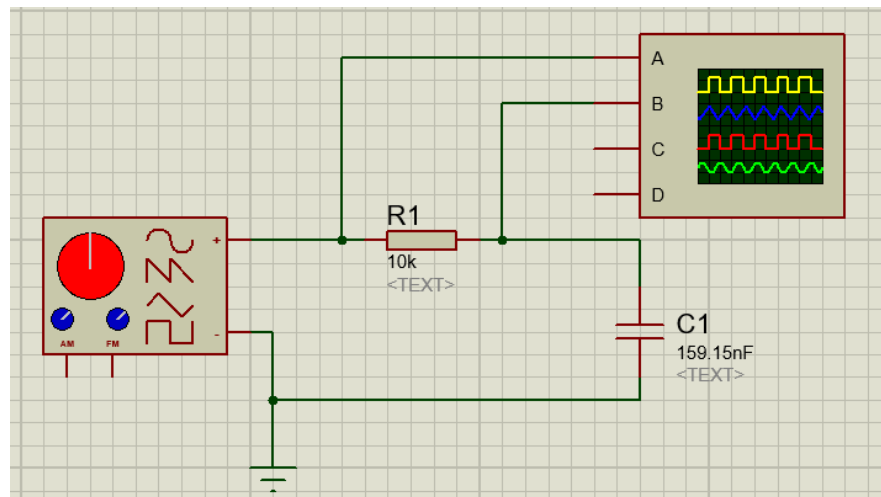 A
B
C
D
R1
10k
<TEXT>
+
-
AM
FM
C1
159.15nF
<TEXT>